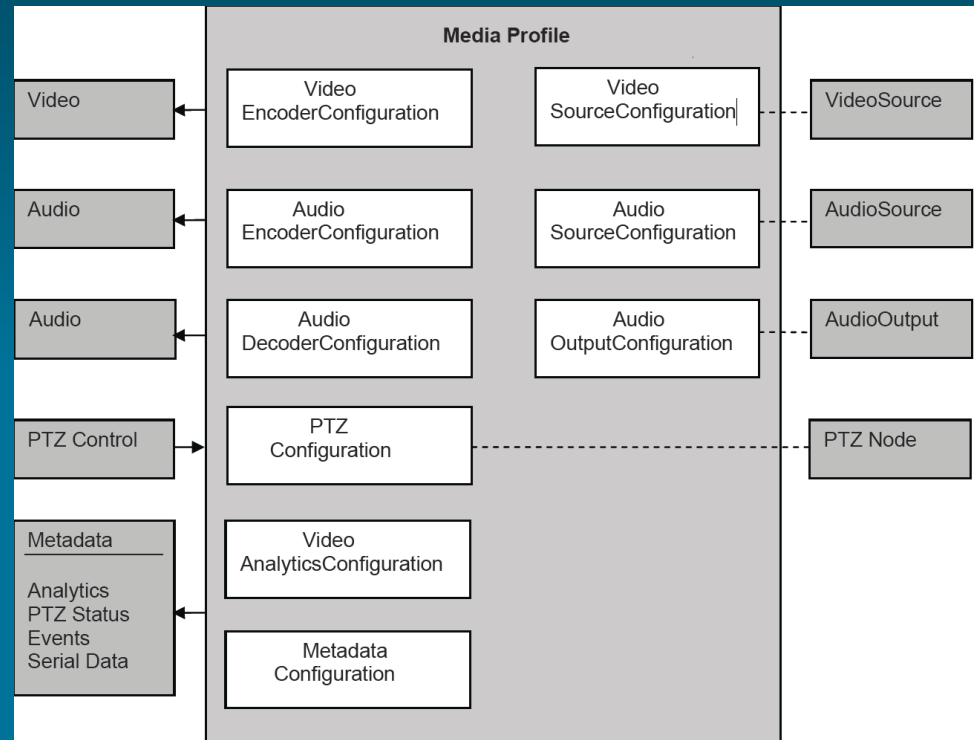 Media Profile
Video
Video
EncoderConfiguration
Video
SourceConfiguration
VideoSource
Audio
Audio
EncoderConfiguration
Audio
SourceConfiguration
AudioSource
Audio
Audio
DecoderConfiguration
Audio
OutputConfiguration
AudioOutput
PTZ Control
PTZ
Configuration
PTZ Node
Metadata
Analytics
PTZ Status
Events
Serial Data
Video
AnalyticsConfiguration
Metadata
Configuration